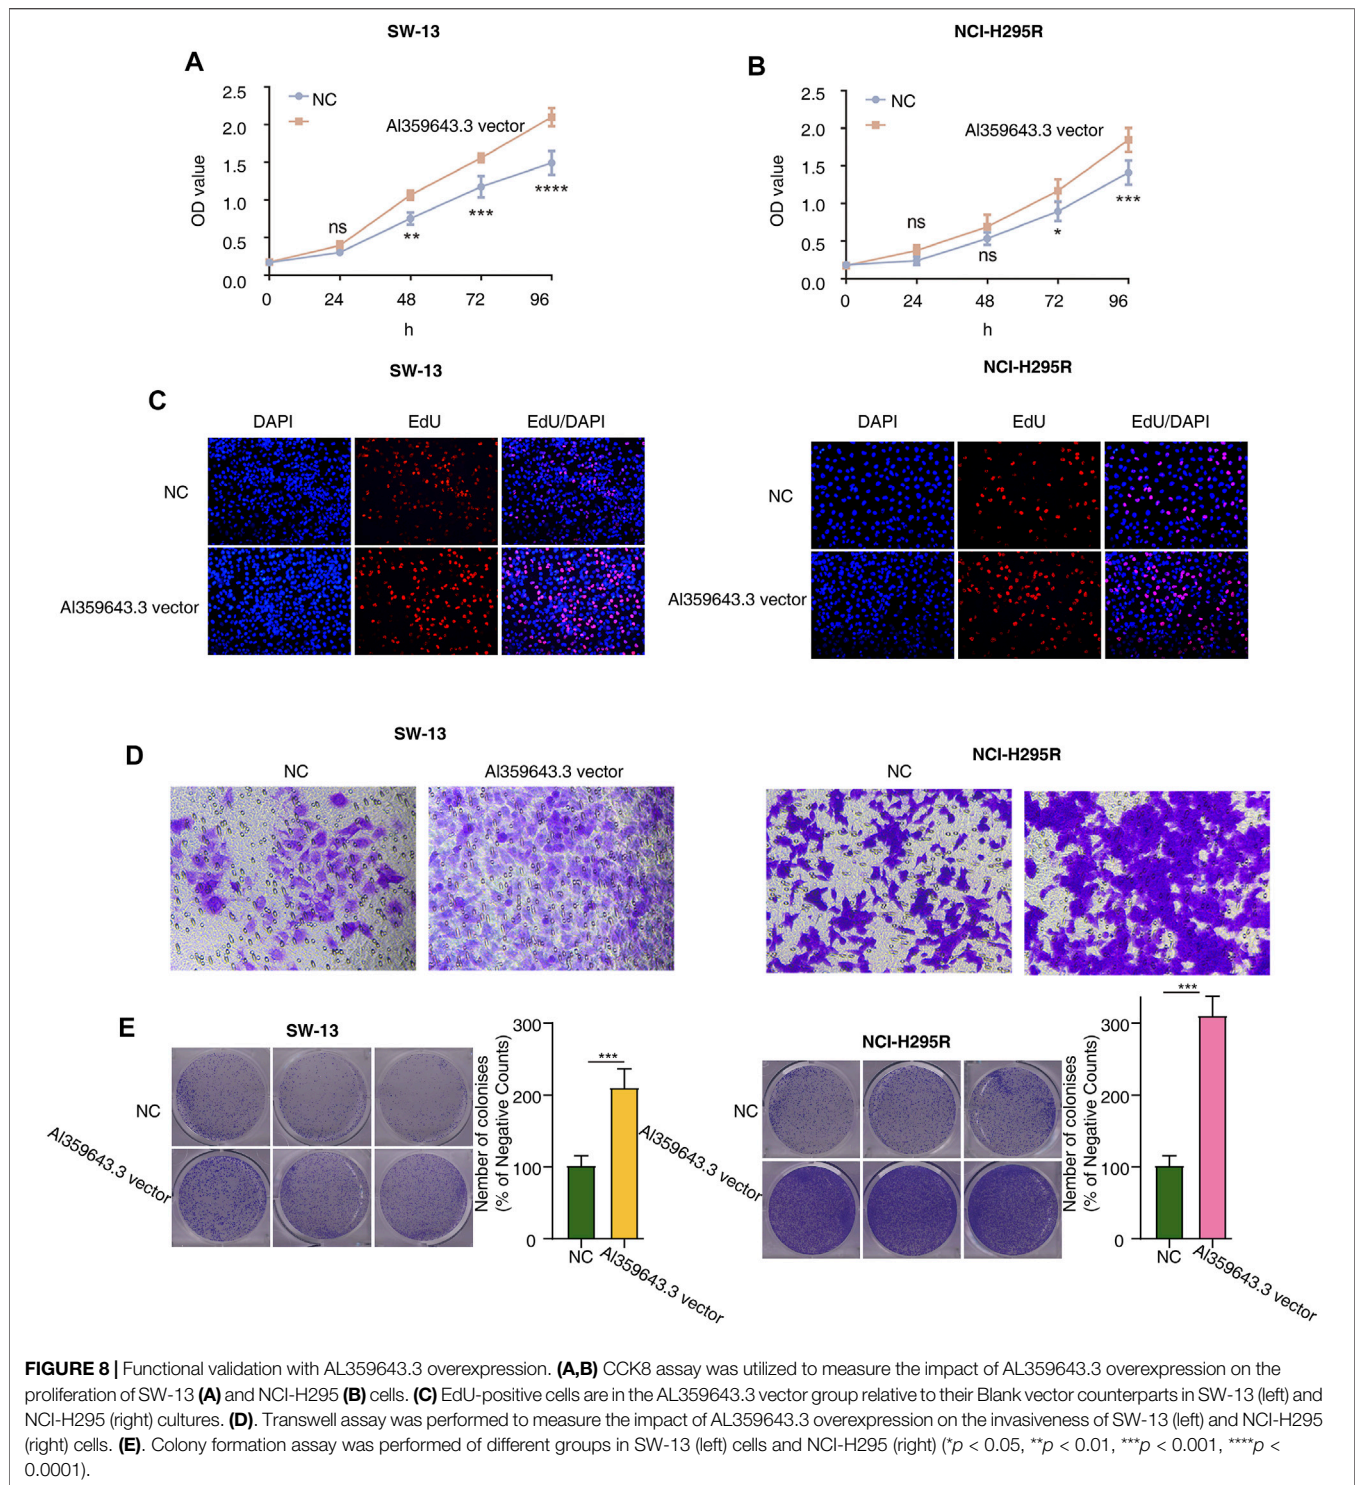 SW-13
NCI-H295R
A
2.5
2.0
1.5
1.0
0.5
0.0
OD value
NC
Al359643.3 vector
ns
**
***
****
0 24 48 72 96
h
B
2.5
2.0
1.5
1.0
0.5
0.0
OD value
NC
Al359643.3 vector
ns
ns
*
***
0 24 48 72 96
h
C
SW-13
DAPI EdU EdU/DAPI
NC
Al359643.3 vector
NCI-H295R
DAPI EdU EdU/DAPI
NC
Al359643.3 vector
D
SW-13
NC Al359643.3 vector
NCI-H295R
NC
E
SW-13
NC
Al359643.3 vector
Nember of colonises
(% of Negative Counts)
300
200
100
0
***
NC
Al359643.3 vector
NCI-H295R
NC
Al359643.3 vector
Nember of colonises
(% of Negative Counts)
300
200
100
0
***
NC
Al359643.3 vector
FIGURE 8 | Functional validation with AL359643.3 overexpression. (A,B) CCK8 assay was utilized to measure the impact of AL359643.3 overexpression on the
proliferation of SW-13 (A) and NCI-H295 (B) cells. (C) EdU-positive cells are in the AL359643.3 vector group relative to their Blank vector counterparts in SW-13 (left) and
NCI-H295 (right) cultures. (D). Transwell assay was performed to measure the impact of AL359643.3 overexpression on the invasiveness of SW-13 (left) and NCI-H295
(right) cells. (E). Colony formation assay was performed of different groups in SW-13 (left) cells and NCI-H295 (right) (*p < 0.05, **p < 0.01, ***p < 0.001, ****p <
0.0001).